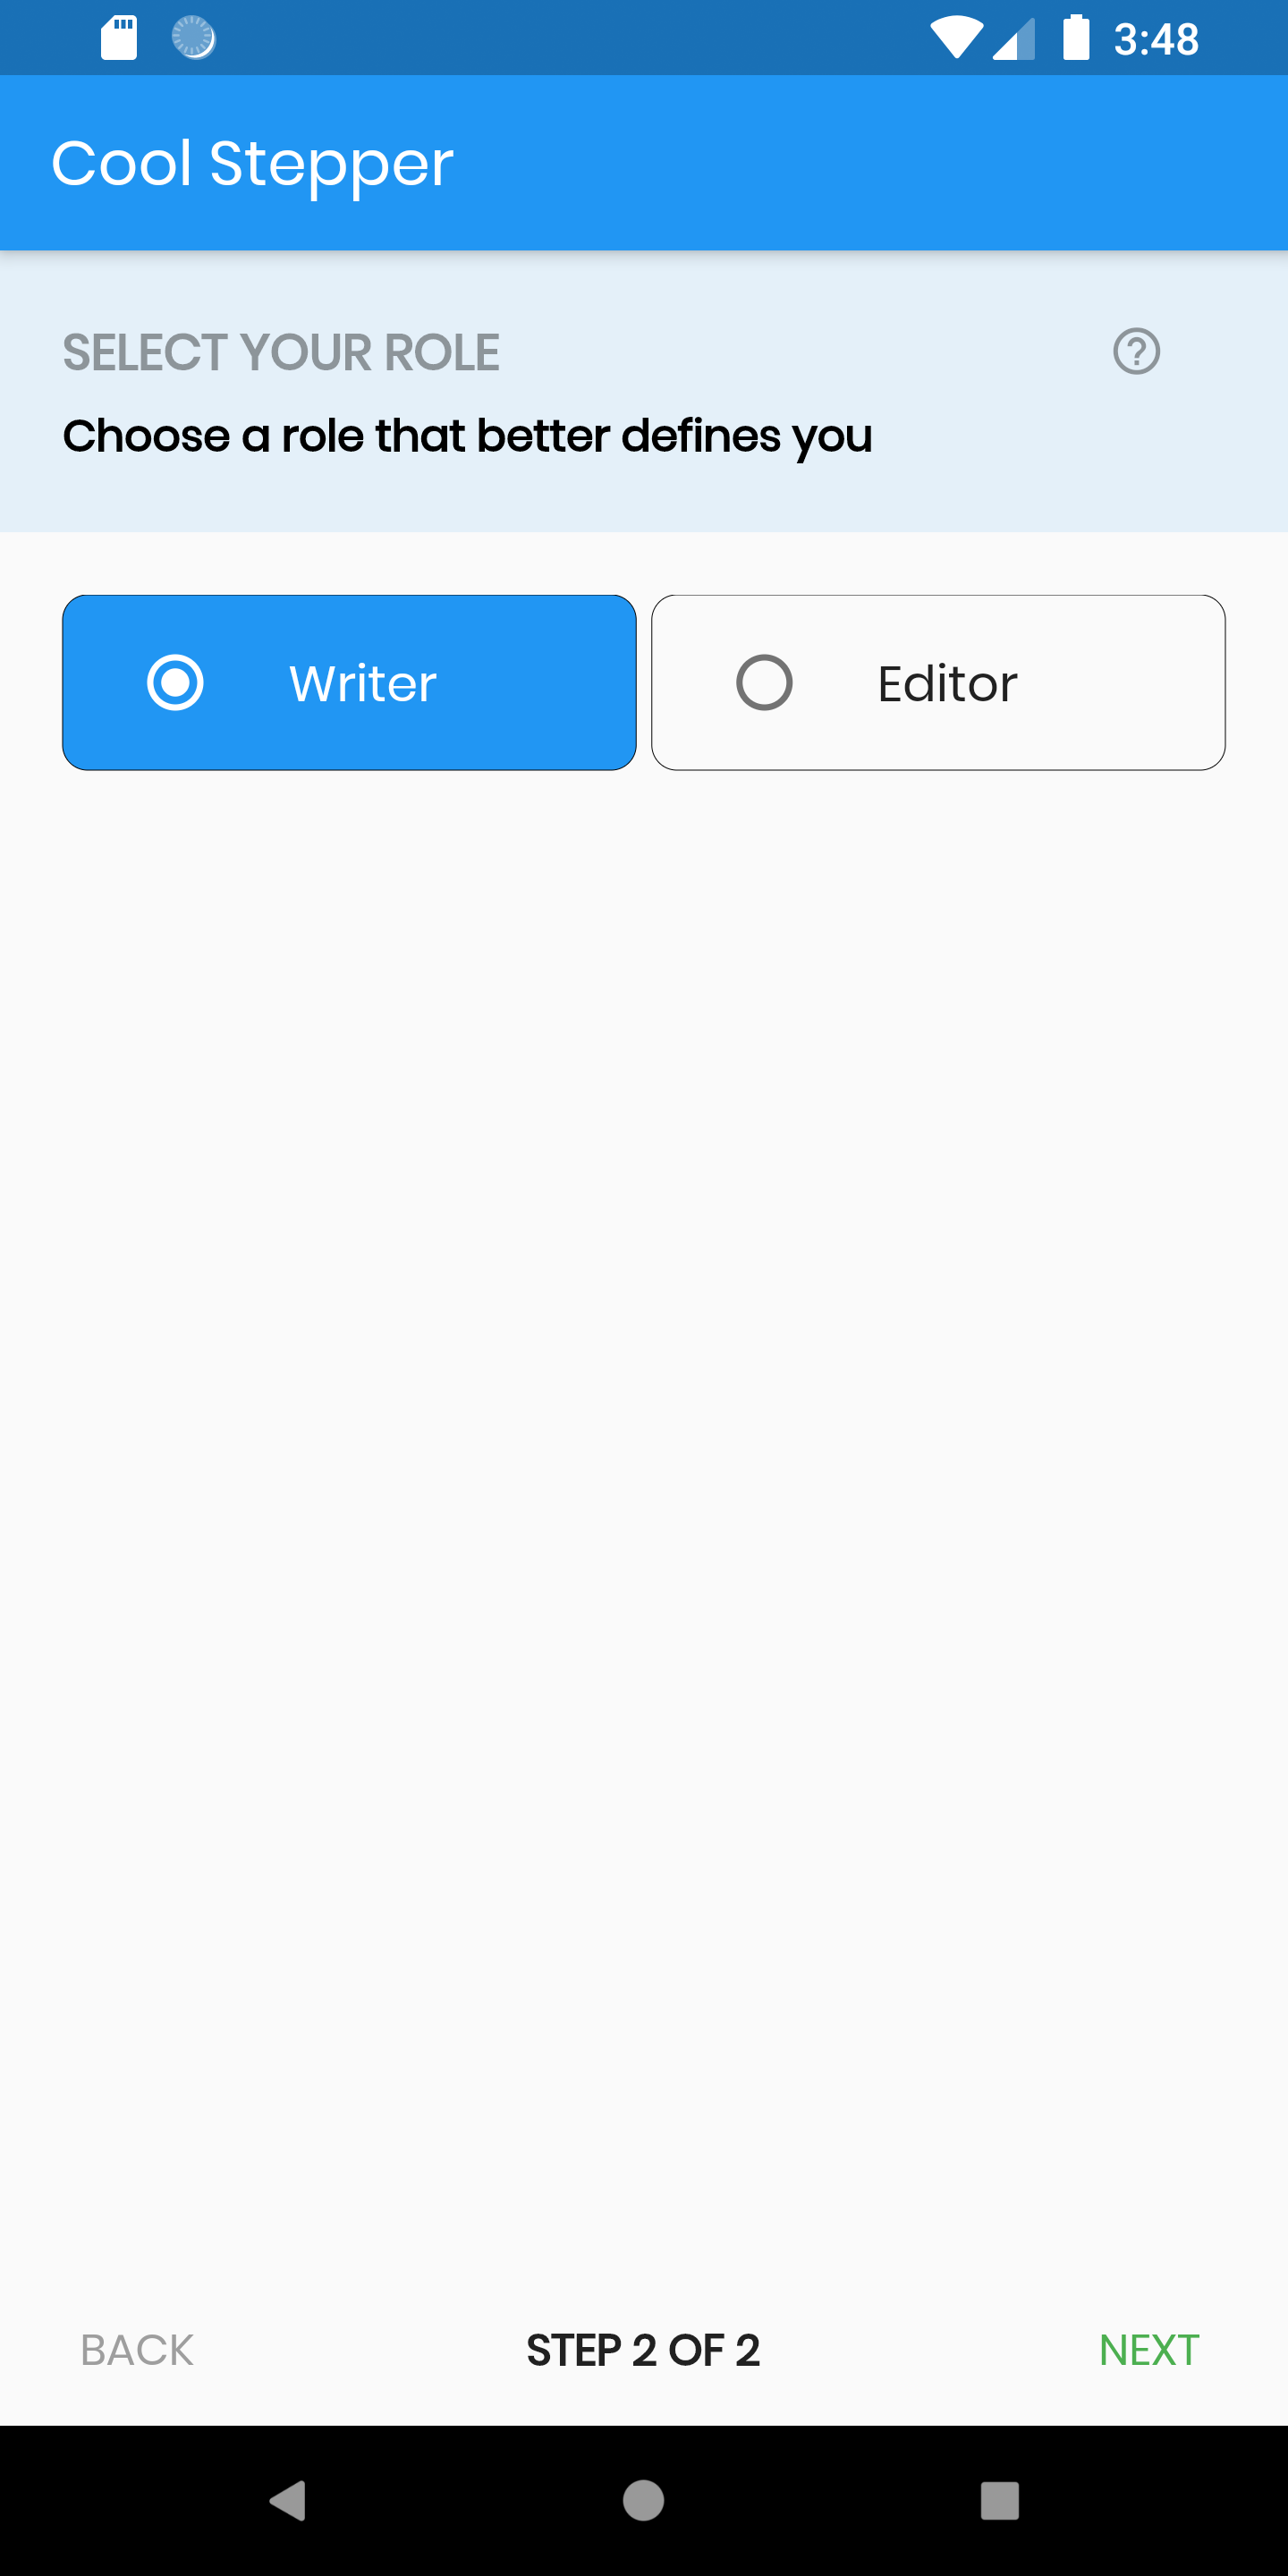 3:48
Cool Stepper
SELECT YOUR ROLE
Choose a role that better defines you
Writer
Editor
BACK
STEP 2 OF 2
NEXT